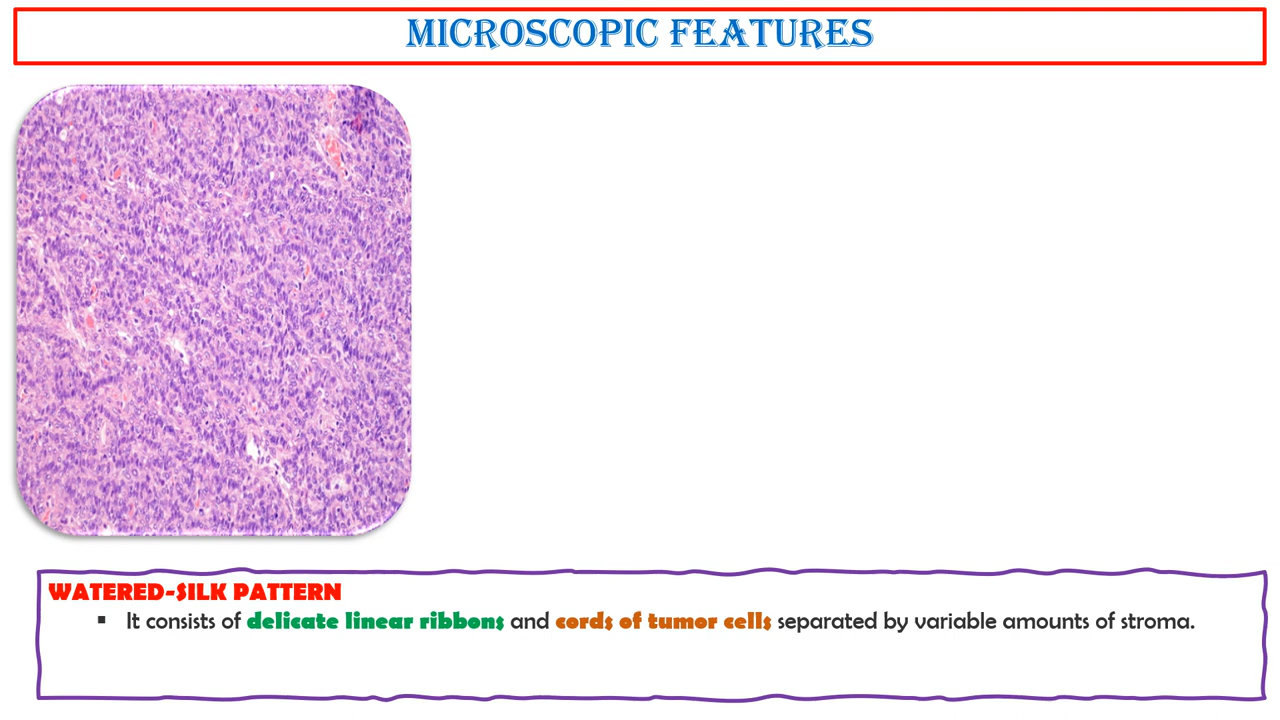 MICROSCOPIC FEATURES
WATERED-SILK PATTERN
▪ It consists of delicate linear ribbons and cords of tumor cells separated by variable amounts of stroma.